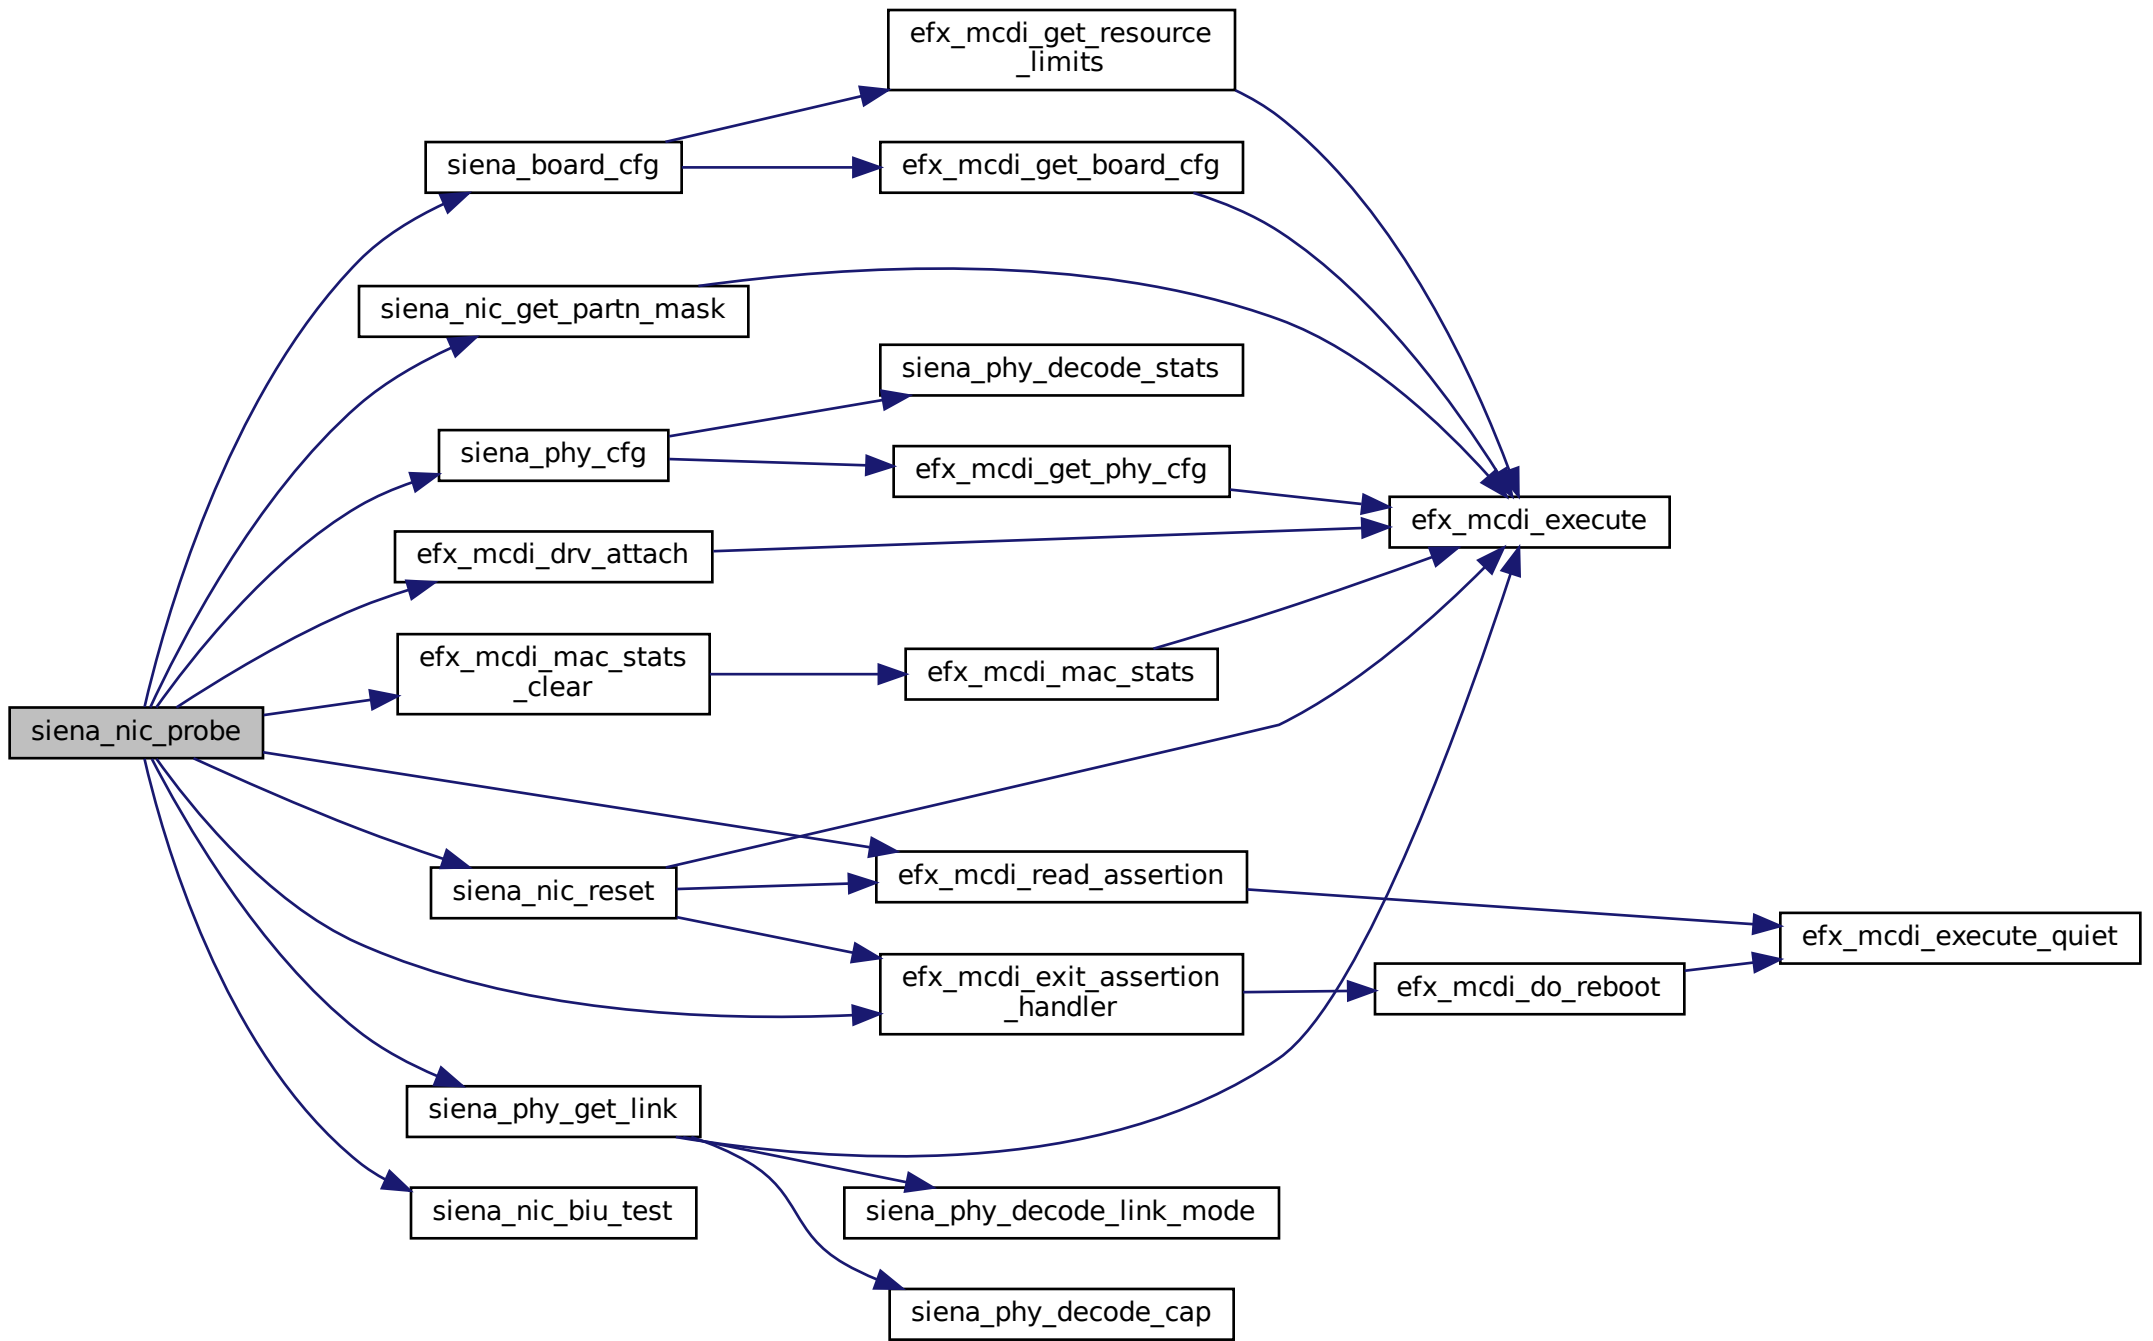 efx_mcdi_get_resource
_limits
siena_board_cfg
efx_mcdi_get_board_cfg
siena_nic_get_partn_mask
siena_phy_decode_stats
siena_phy_cfg
efx_mcdi_get_phy_cfg
efx_mcdi_execute
efx_mcdi_drv_attach
efx_mcdi_mac_stats
_clear
efx_mcdi_mac_stats
siena_nic_probe
siena_nic_reset
efx_mcdi_read_assertion
efx_mcdi_execute_quiet
efx_mcdi_exit_assertion
_handler
efx_mcdi_do_reboot
siena_phy_get_link
siena_nic_biu_test
siena_phy_decode_link_mode
siena_phy_decode_cap